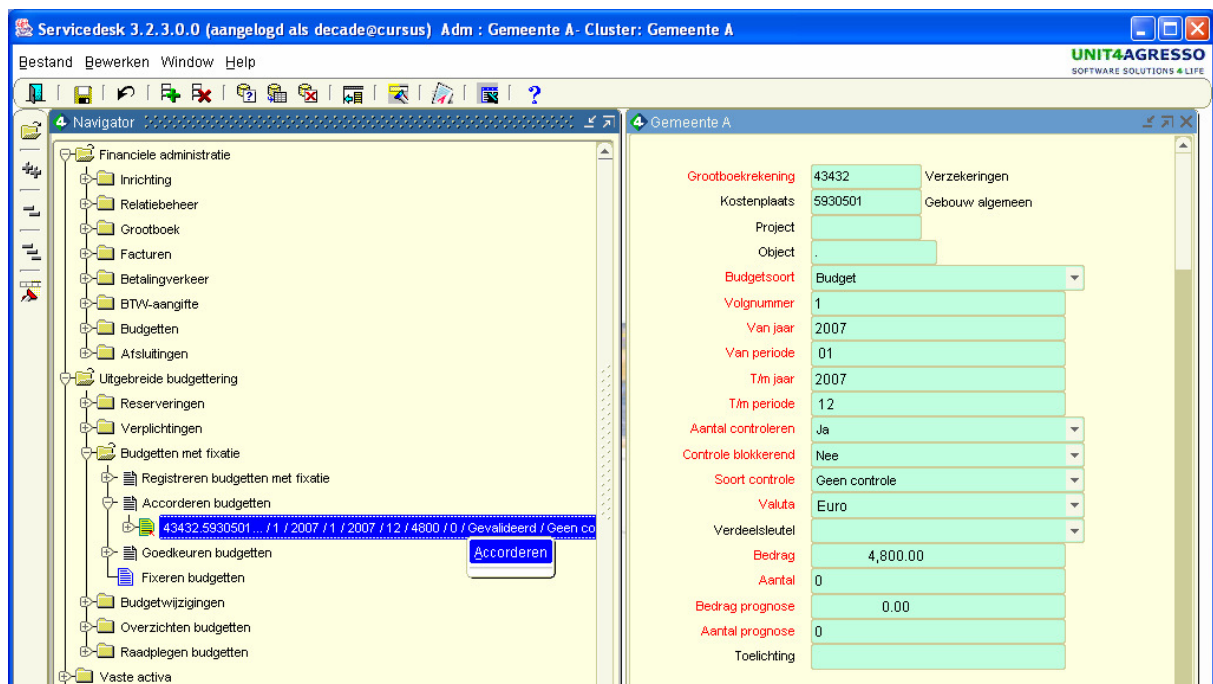 Servicedesk 3.2.3.0.0 (aangelogd als decade@cursus) Adm : Gemeente A- Cluster: Gemeente A
Bestand Bewerken Window Help
UNIT4AGRESSO
SOFTWARE SOLUTIONS 4 LIFE
4 Navigator
Financiele administratie
Inrichting
Relatiebeheer
Grootboek
Facturen
Betalingverkeer
BTW-aangifte
Budgetten
Afsluitingen
Uitgebreide budgettering
Reserveringen
Verplichtingen
Budgetten met fixatie
Registreren budgetten met fixatie
Accorderen budgetten
43432.5930501... / 1 / 2007 / 1 / 2007 / 12 / 4800 / 0 / Gevalideerd / Geen co
Accorderen
Goedkeuren budgetten
Fixeren budgetten
Budgetwijzigingen
Overzichten budgetten
Raadplegen budgetten
Vaste activa
4 Gemeente A
Grootboekrekening 43432 Verzekeringen
Kostenplaats 5930501 Gebouw algemeen
Project
Object .
Budgetsoort Budget
Volgnummer 1
Van jaar 2007
Van periode 01
T/m jaar 2007
T/m periode 12
Aantal controleren Ja
Controle blokkerend Nee
Soort controle Geen controle
Valuta Euro
Verdeelsleutel
Bedrag 4,800.00
Aantal 0
Bedrag prognose 0.00
Aantal prognose 0
Toelichting